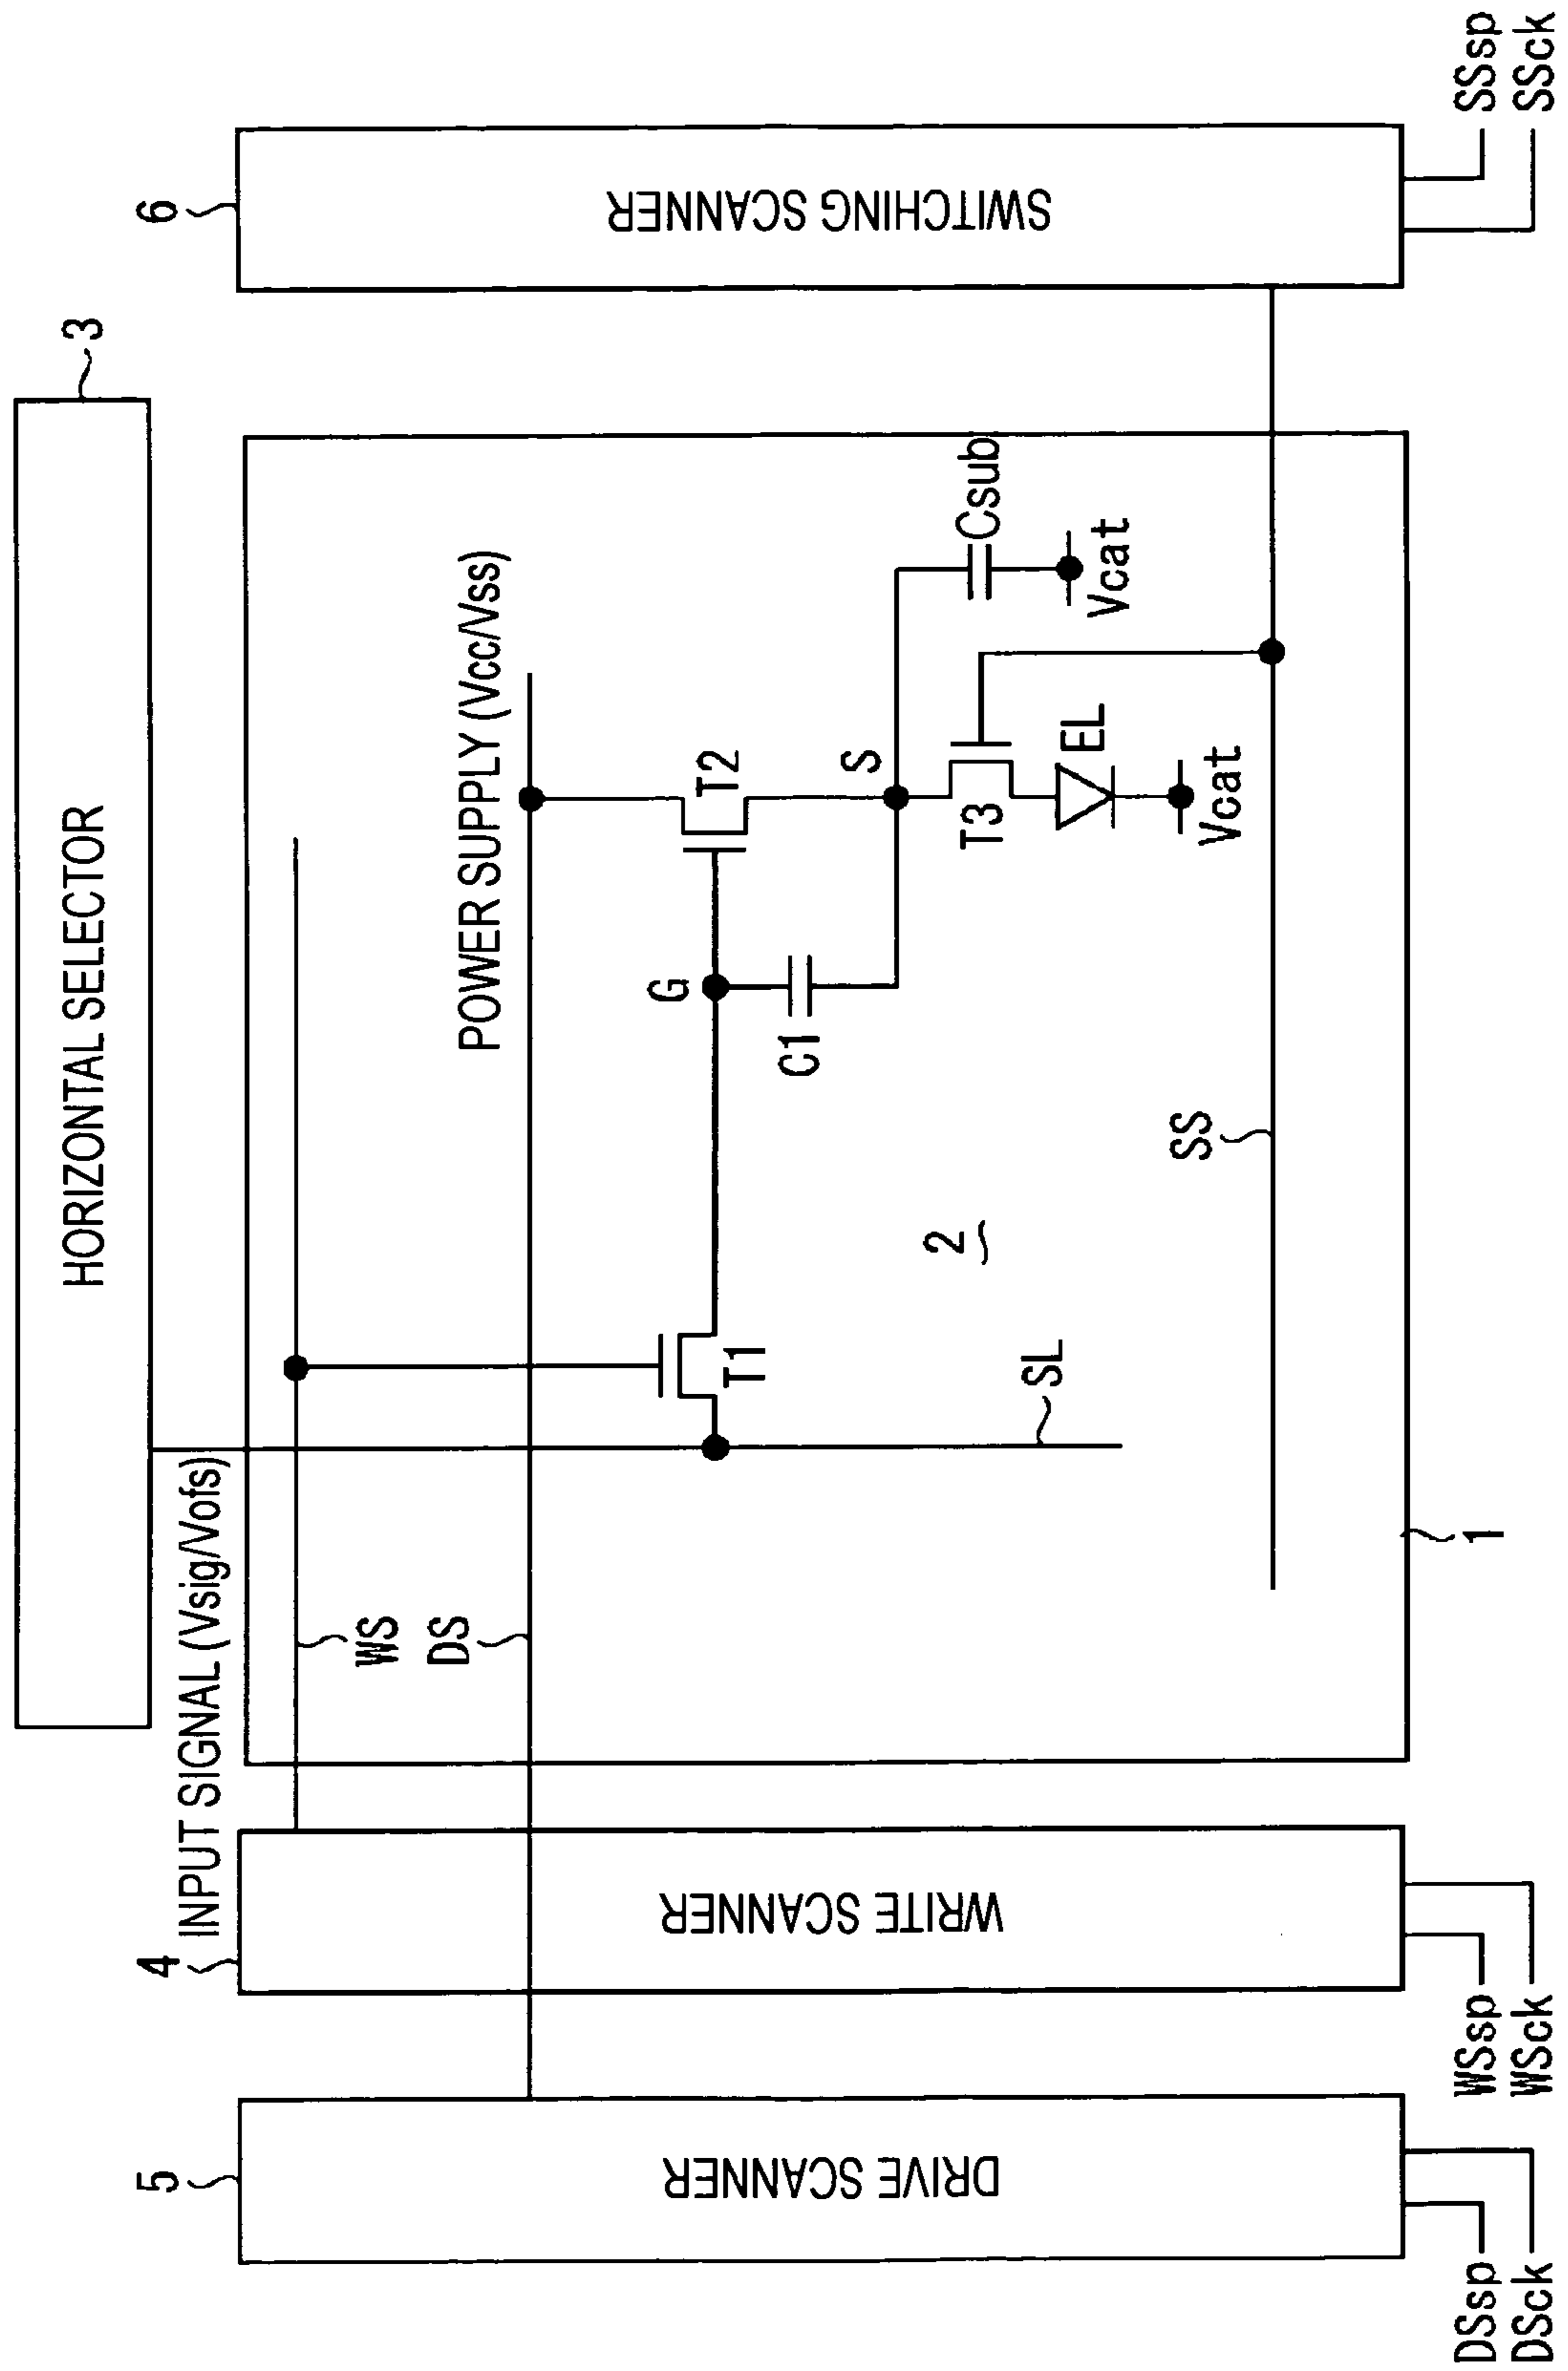 3
HORIZONTAL SELECTOR
INPUT SIGNAL (Vsig/Vofs)
5
4
6
DRIVE SCANNER
WRITE SCANNER
SWITCHING SCANNER
WS
DS
POWER SUPPLY (Vcc/Vss)
T1
G
T2
C1
S
SL
2
T3
EL
Csub
Vcat
Vcat
SS
1
DSsp
DSck
WSsp
WSck
SSsp
SSck